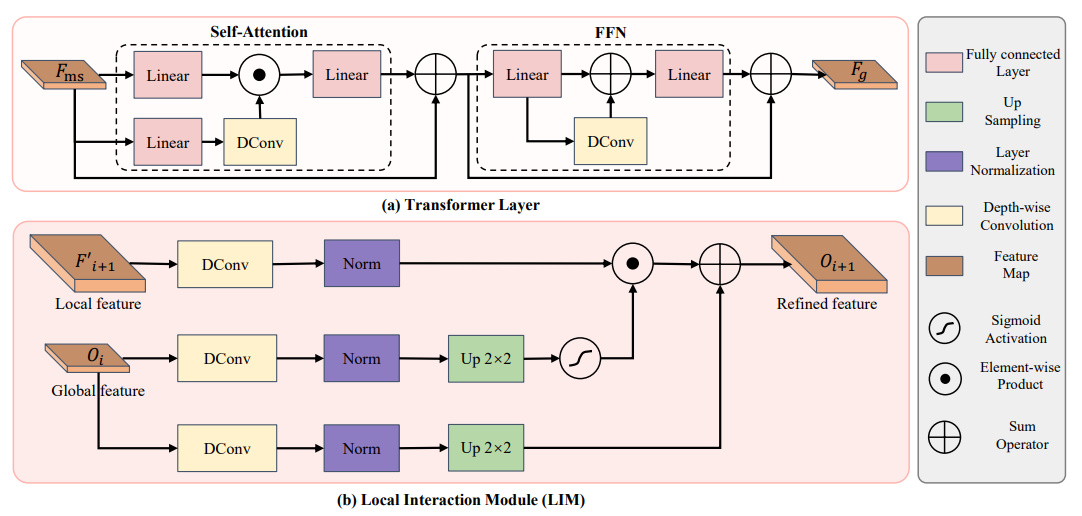 Self-Attention
FFN
F_ms
Linear
Linear
Linear
DConv
Linear
Linear
DConv
F_g
(a) Transformer Layer
F'_{i+1}
Local feature
DConv
Norm
O_{i+1}
Refined feature
O_i
Global feature
DConv
Norm
Up 2×2
DConv
Norm
Up 2×2
(b) Local Interaction Module (LIM)
Fully connected
Layer
Up
Sampling
Layer
Normalization
Depth-wise
Convolution
Feature
Map
Sigmoid
Activation
Element-wise
Product
Sum
Operator